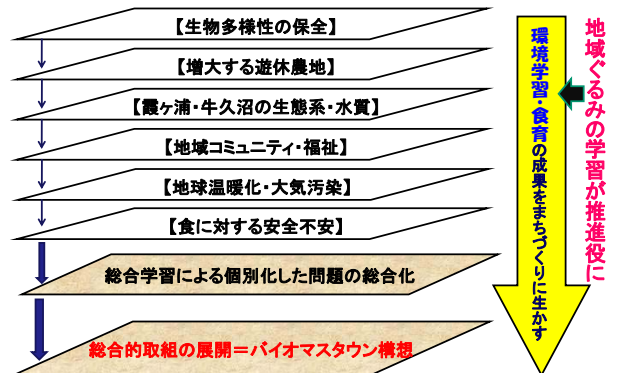 【生物多様性の保全】
【増大する遊休農地】
【霞ヶ浦・牛久沼の生態系・水質】
【地域コミュニティ・福祉】
【地球温暖化・大気汚染】
【食に対する安全不安】
総合学習による個別化した問題の総合化
総合的取組の展開＝バイオマスタウン構想
環境学習・食育の成果をまちづくりに生かす
地域ぐるみの学習が推進役に